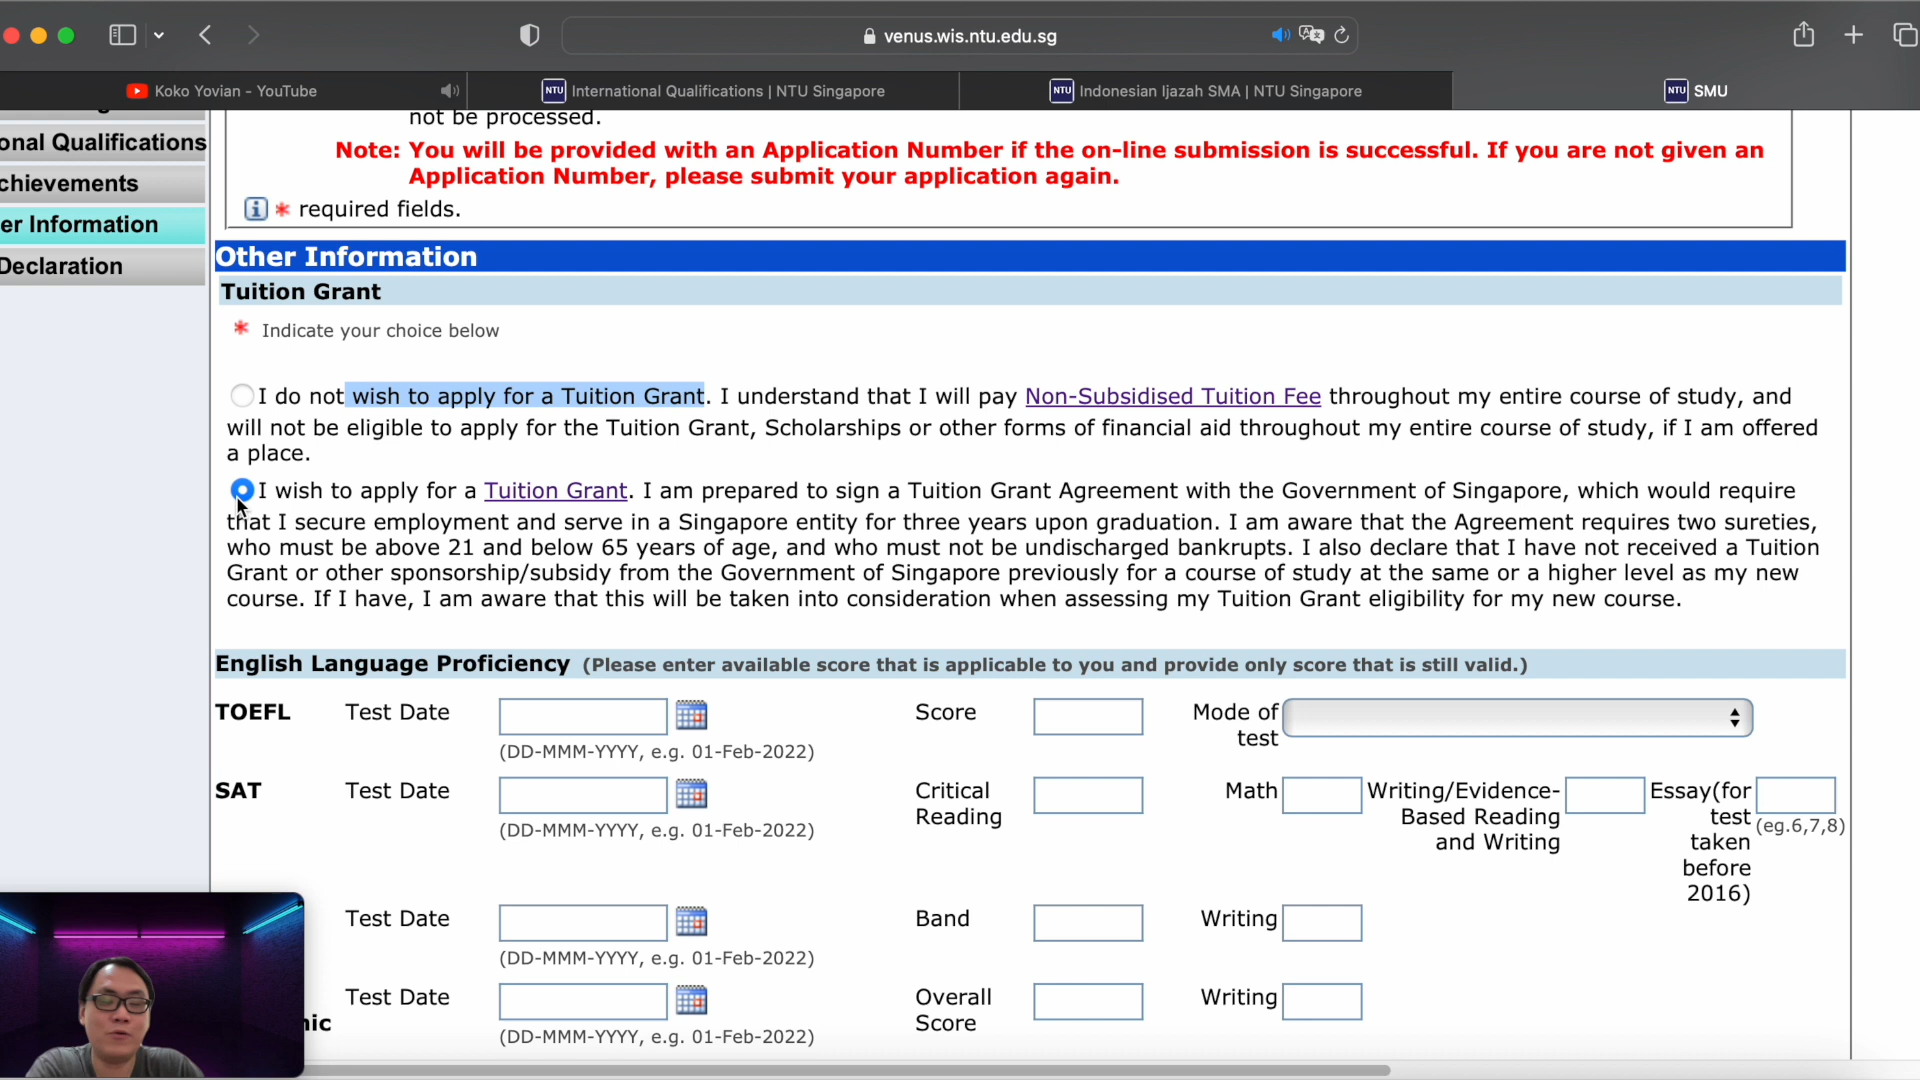 venus.wis.ntu.edu.sg
Koko Yovian - YouTube
NTU International Qualifications | NTU Singapore
NTU Indonesian Ijazah SMA | NTU Singapore
NTU SMU
onal Qualifications
chievements
er Information
Declaration
not be processed.
Note: You will be provided with an Application Number if the on-line submission is successful. If you are not given an
Application Number, please submit your application again.
* required fields.
Other Information
Tuition Grant
* Indicate your choice below
I do not wish to apply for a Tuition Grant. I understand that I will pay Non-Subsidised Tuition Fee throughout my entire course of study, and
will not be eligible to apply for the Tuition Grant, Scholarships or other forms of financial aid throughout my entire course of study, if I am offered
a place.
I wish to apply for a Tuition Grant. I am prepared to sign a Tuition Grant Agreement with the Government of Singapore, which would require
that I secure employment and serve in a Singapore entity for three years upon graduation. I am aware that the Agreement requires two sureties,
who must be above 21 and below 65 years of age, and who must not be undischarged bankrupts. I also declare that I have not received a Tuition
Grant or other sponsorship/subsidy from the Government of Singapore previously for a course of study at the same or a higher level as my new
course. If I have, I am aware that this will be taken into consideration when assessing my Tuition Grant eligibility for my new course.
English Language Proficiency (Please enter available score that is applicable to you and provide only score that is still valid.)
TOEFL Test Date Score Mode of
test
(DD-MMM-YYYY, e.g. 01-Feb-2022)
SAT Test Date Critical Math Writing/Evidence- Essay(for
Reading Based Reading test (eg.6,7,8)
(DD-MMM-YYYY, e.g. 01-Feb-2022) and Writing taken
before
2016)
Test Date Band Writing
(DD-MMM-YYYY, e.g. 01-Feb-2022)
Test Date Overall Writing
nic Score
(DD-MMM-YYYY, e.g. 01-Feb-2022)